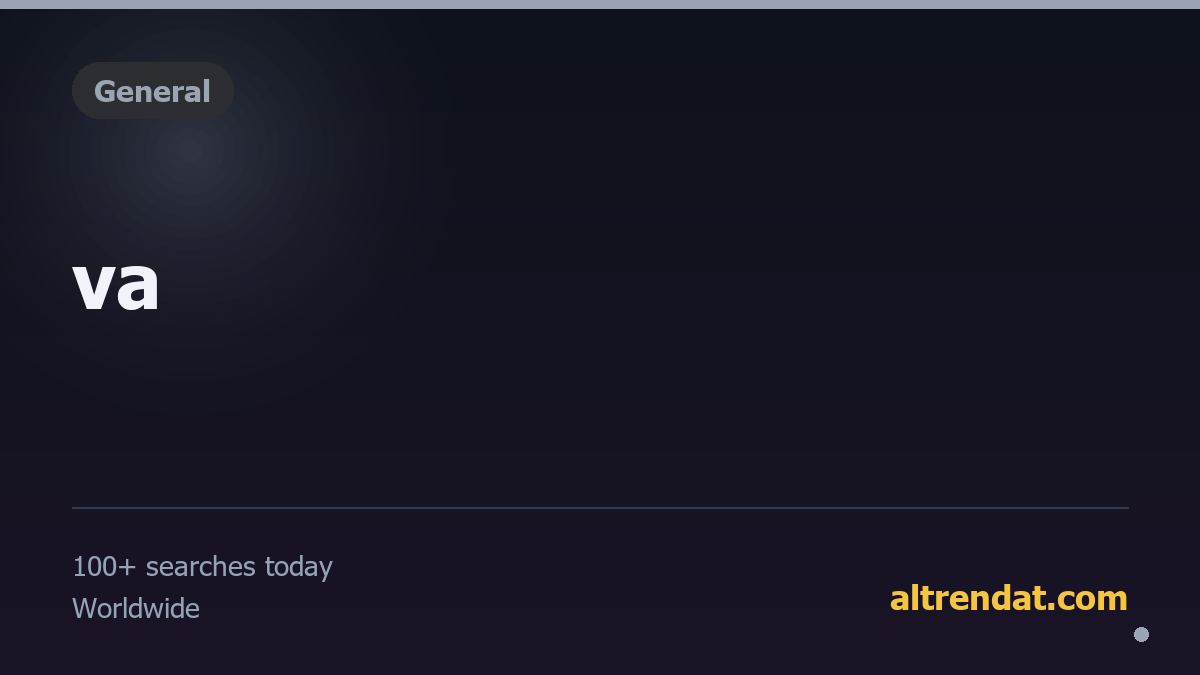 General
va
100+ searches today
Worldwide
altrendat.com